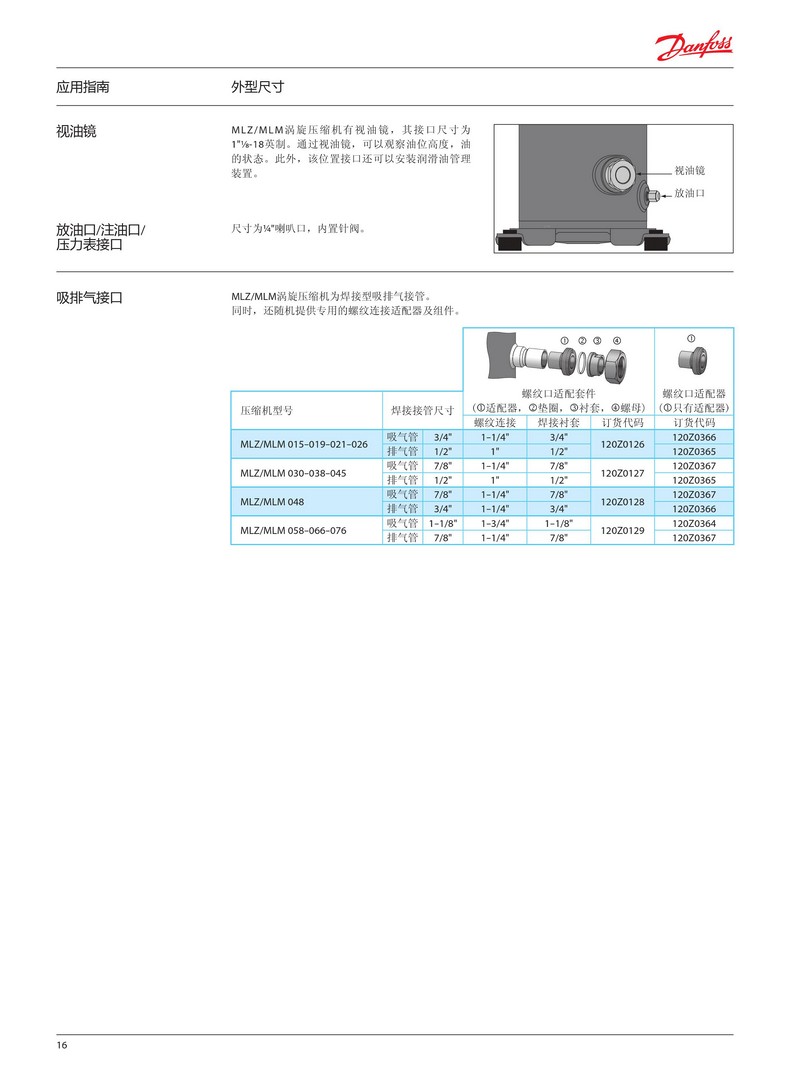 Danfoss
应用指南 外型尺寸
视油镜
MLZ/MLM涡旋压缩机有视油镜，其接口尺寸为
1"⅛-18英制。通过视油镜，可以观察油位高度，油
的状态。此外，该位置接口还可以安装润滑油管理
装置。
视油镜
放油口
放油口/注油口/
压力表接口
尺寸为¼"喇叭口，内置针阀。
吸排气接口
MLZ/MLM涡旋压缩机为焊接型吸排气接管。
同时，还随机提供专用的螺纹连接适配器及组件。
① ② ③ ④ ①
螺纹口适配套件 螺纹口适配器
压缩机型号 焊接接管尺寸 (①适配器，②垫圈，③衬套，④螺母) (①只有适配器)
螺纹连接 焊接衬套 订货代码 订货代码
MLZ/MLM 015–019–021–026 吸气管 3/4" 1–1/4" 3/4" 120Z0126 120Z0366
排气管 1/2" 1" 1/2" 120Z0365
MLZ/MLM 030–038–045 吸气管 7/8" 1–1/4" 7/8" 120Z0127 120Z0367
排气管 1/2" 1" 1/2" 120Z0365
MLZ/MLM 048 吸气管 7/8" 1–1/4" 7/8" 120Z0128 120Z0367
排气管 3/4" 1–1/4" 3/4" 120Z0366
MLZ/MLM 058–066–076 吸气管 1–1/8" 1–3/4" 1–1/8" 120Z0129 120Z0364
排气管 7/8" 1–1/4" 7/8" 120Z0367
16